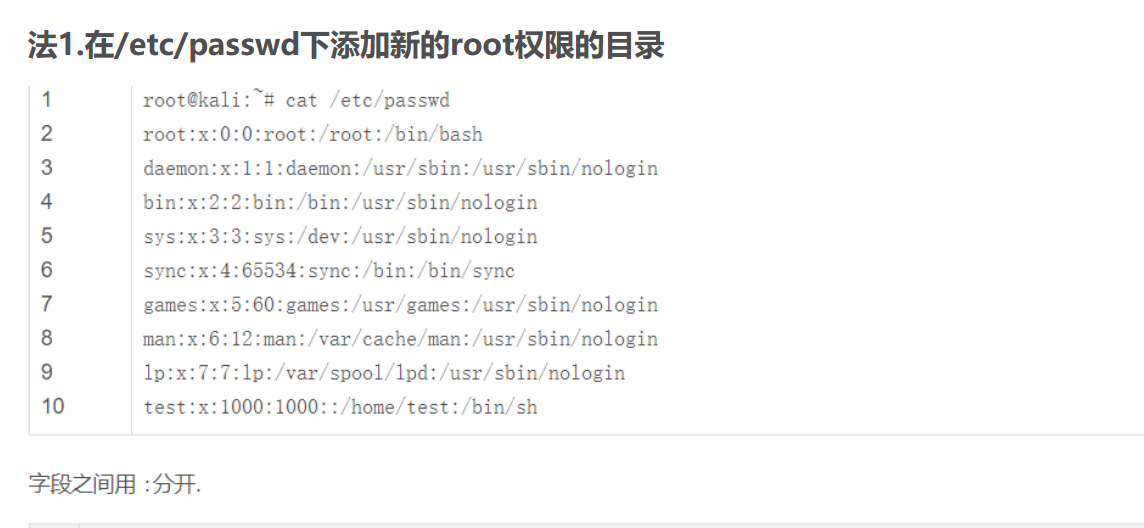 法1.在/etc/passwd下添加新的root权限的目录
1 root@kali:~# cat /etc/passwd
2 root:x:0:0:root:/root:/bin/bash
3 daemon:x:1:1:daemon:/usr/sbin:/usr/sbin/nologin
4 bin:x:2:2:bin:/bin:/usr/sbin/nologin
5 sys:x:3:3:sys:/dev:/usr/sbin/nologin
6 sync:x:4:65534:sync:/bin:/bin/sync
7 games:x:5:60:games:/usr/games:/usr/sbin/nologin
8 man:x:6:12:man:/var/cache/man:/usr/sbin/nologin
9 lp:x:7:7:lp:/var/spool/lpd:/usr/sbin/nologin
10 test:x:1000:1000::/home/test:/bin/sh
字段之间用 :分开.